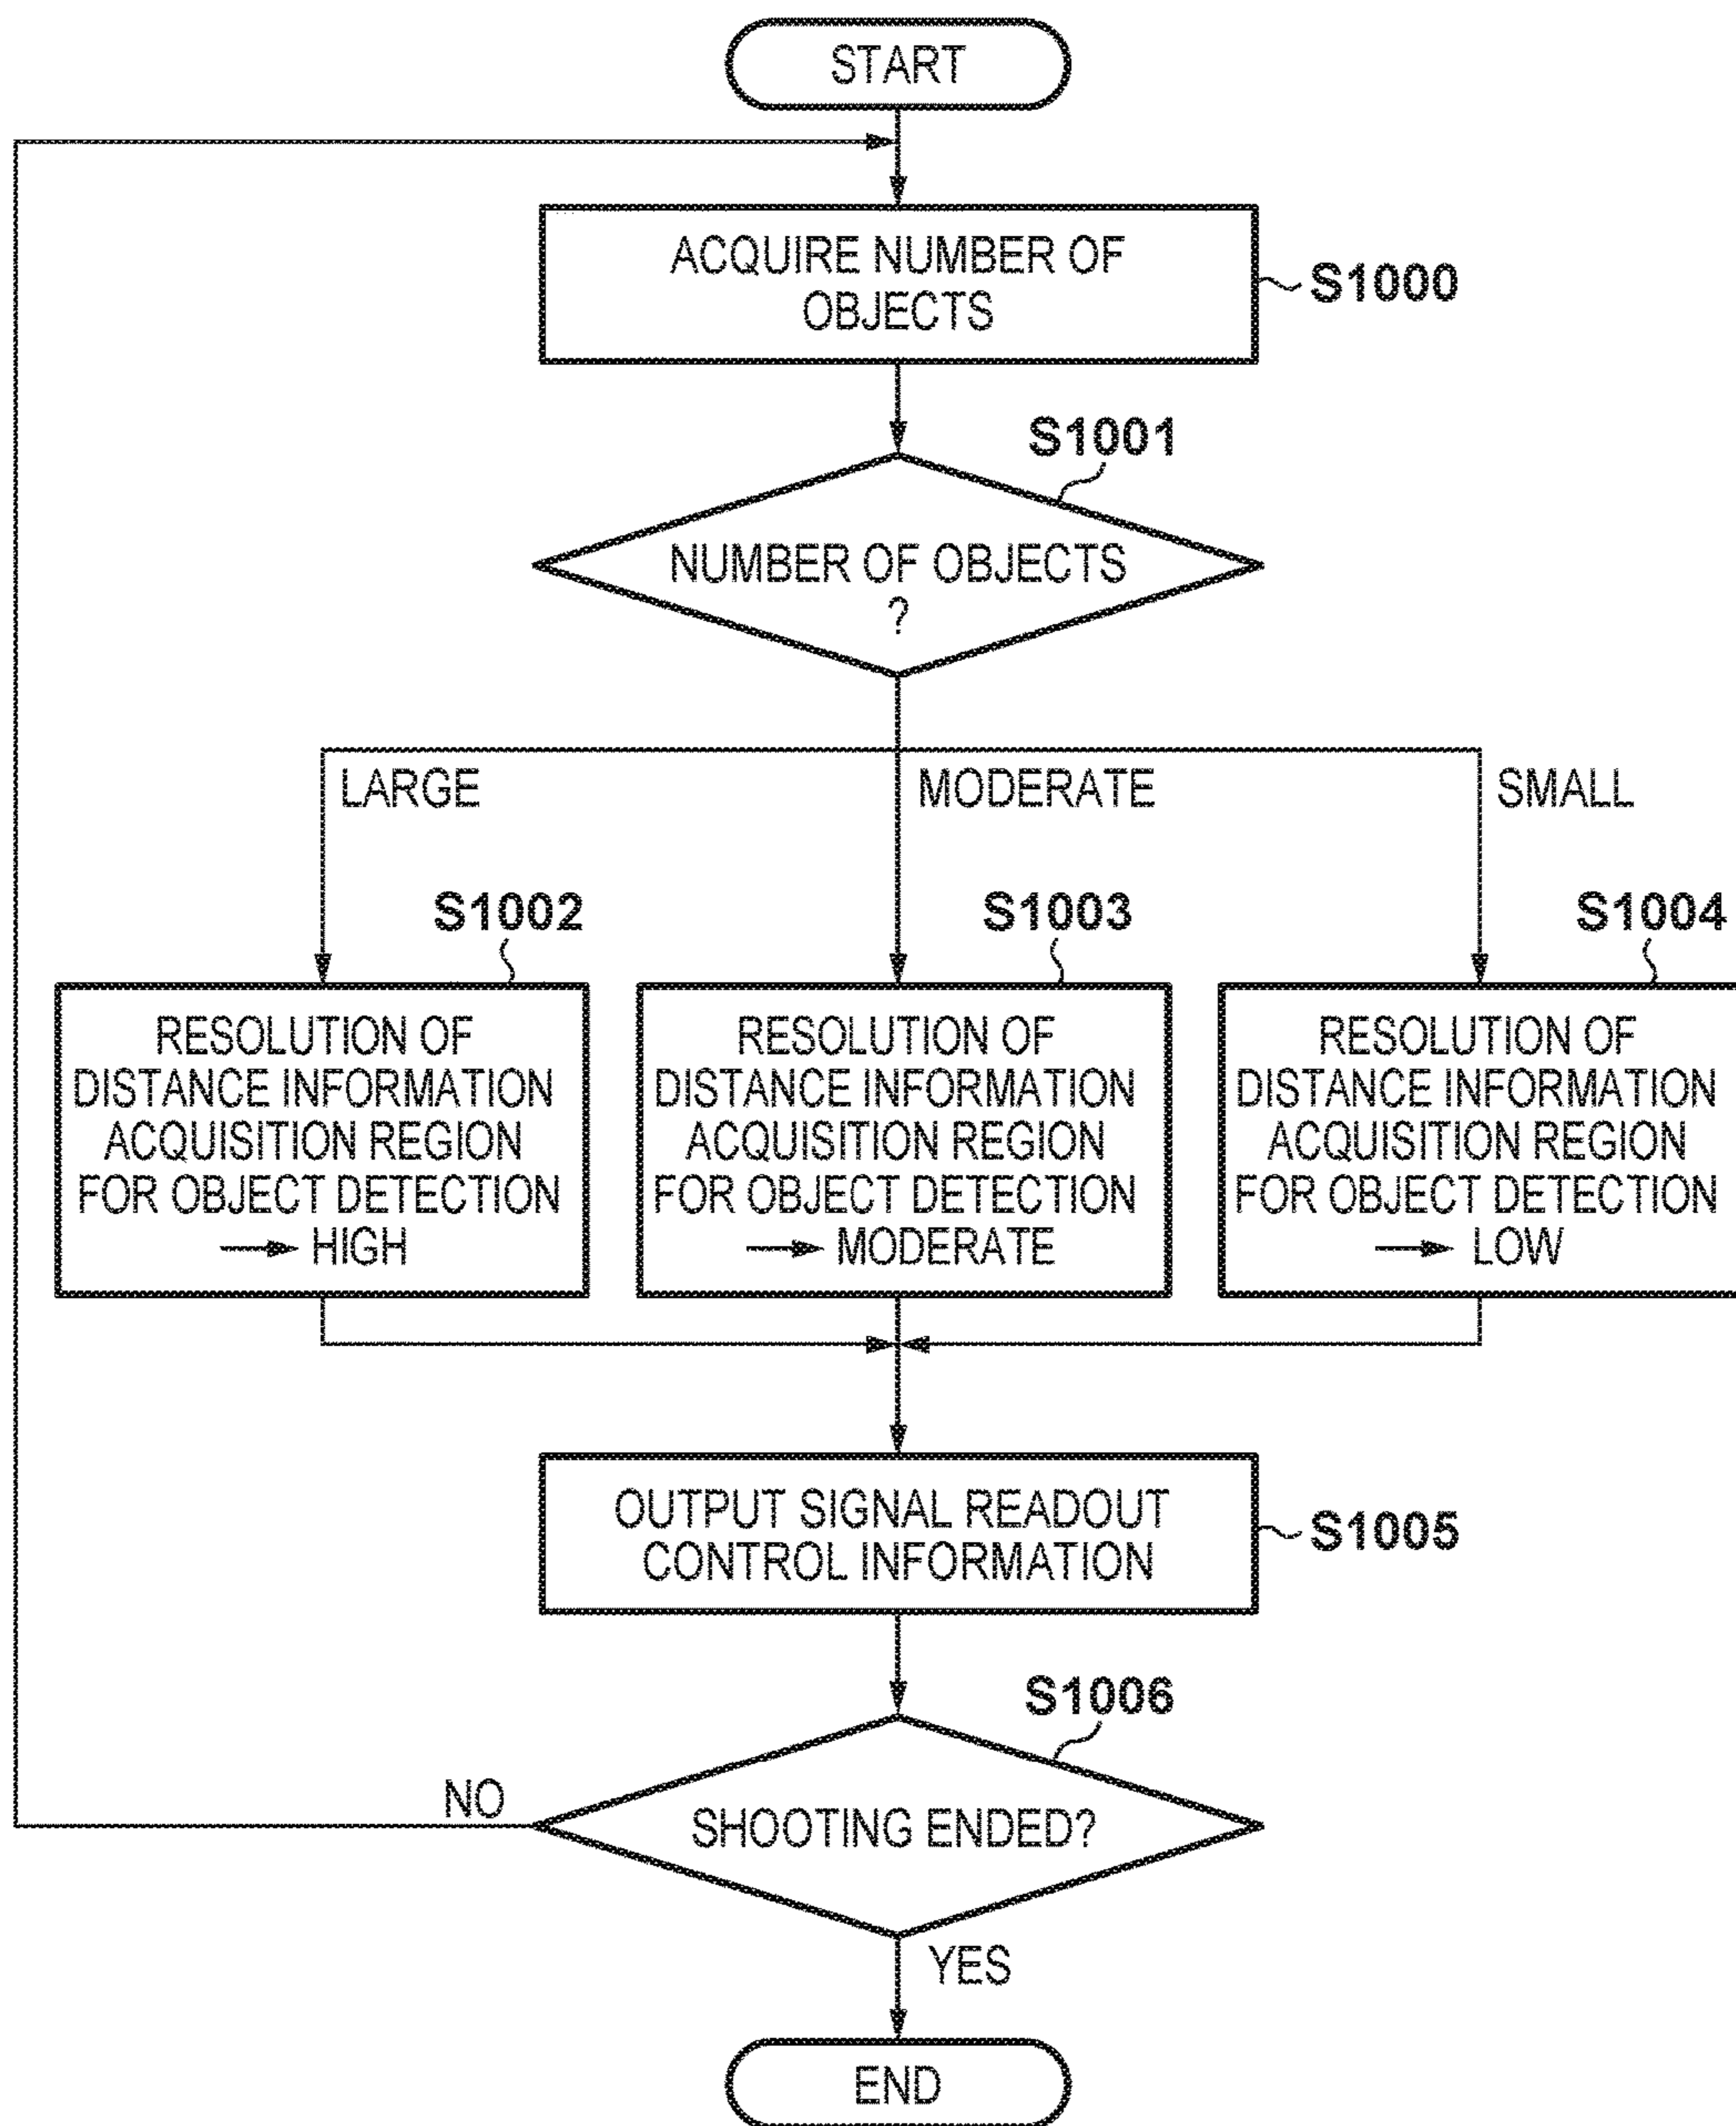 START
ACQUIRE NUMBER OF
OBJECTS
S1000
S1001
NUMBER OF OBJECTS
?
LARGE
MODERATE
SMALL
S1002
RESOLUTION OF
DISTANCE INFORMATION
ACQUISITION REGION
FOR OBJECT DETECTION
→ HIGH
S1003
RESOLUTION OF
DISTANCE INFORMATION
ACQUISITION REGION
FOR OBJECT DETECTION
→ MODERATE
S1004
RESOLUTION OF
DISTANCE INFORMATION
ACQUISITION REGION
FOR OBJECT DETECTION
→ LOW
OUTPUT SIGNAL READOUT
CONTROL INFORMATION
S1005
S1006
SHOOTING ENDED?
NO
YES
END